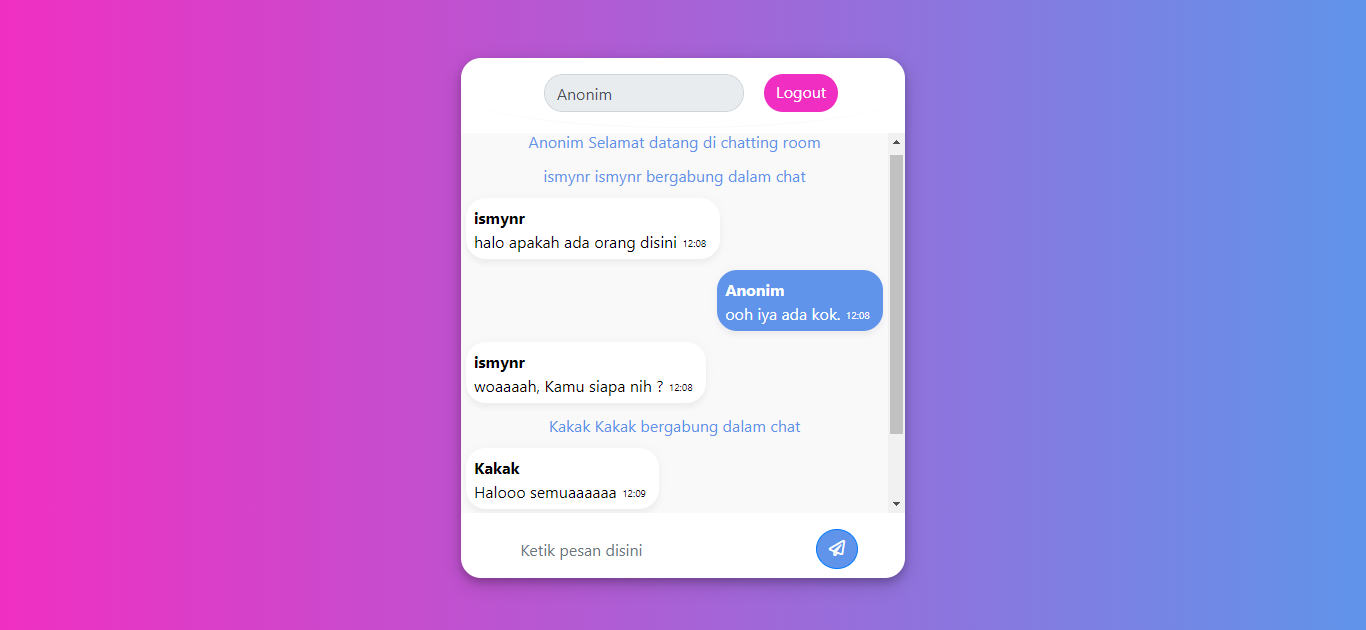 Anonim
Logout
Anonim Selamat datang di chatting room
ismynr ismynr bergabung dalam chat
ismynr
halo apakah ada orang disini 12:08
Anonim
ooh iya ada kok. 12:08
ismynr
woaaaah, Kamu siapa nih ? 12:08
Kakak Kakak bergabung dalam chat
Kakak
Halooo semuaaaaaa 12:09
Ketik pesan disini